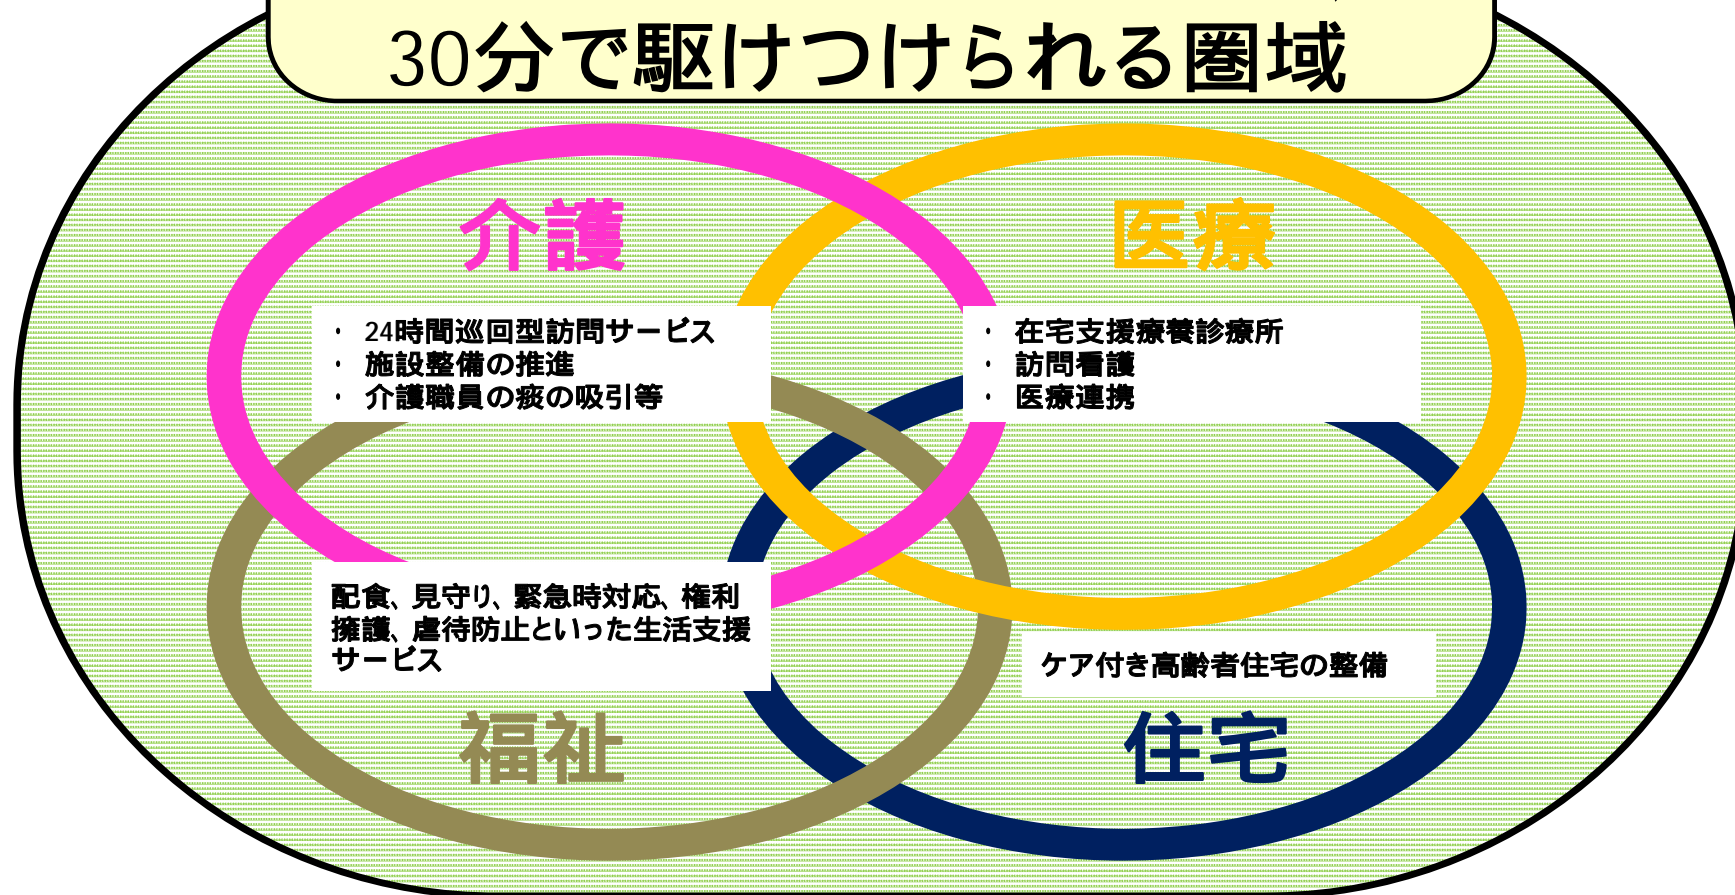 30分で駆けつけられる圏域
介護
医療
・ 24時間巡回型訪問サービス
・ 施設整備の推進
・ 介護職員の痰の吸引等
・ 在宅支援療養診療所
・ 訪問看護
・ 医療連携
配食、見守り、緊急時対応、権利
擁護、虐待防止といった生活支援
サービス
ケア付き高齢者住宅の整備
福祉
住宅